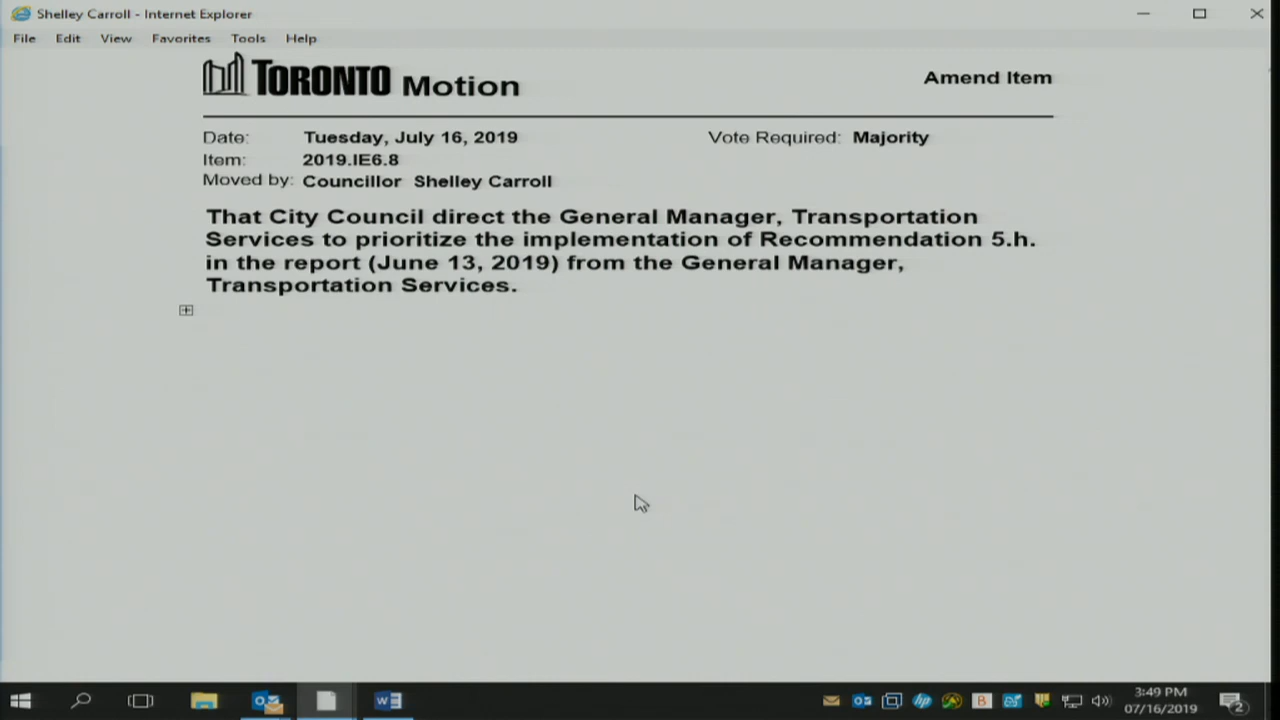 Shelley Carroll - Internet Explorer
File Edit View Favorites Tools Help
TORONTO Motion
Amend Item
Date: Tuesday, July 16, 2019
Vote Required: Majority
Item: 2019.IE6.8
Moved by: Councillor Shelley Carroll
That City Council direct the General Manager, Transportation
Services to prioritize the implementation of Recommendation 5.h.
in the report (June 13, 2019) from the General Manager,
Transportation Services.
3:49 PM
07/16/2019
2